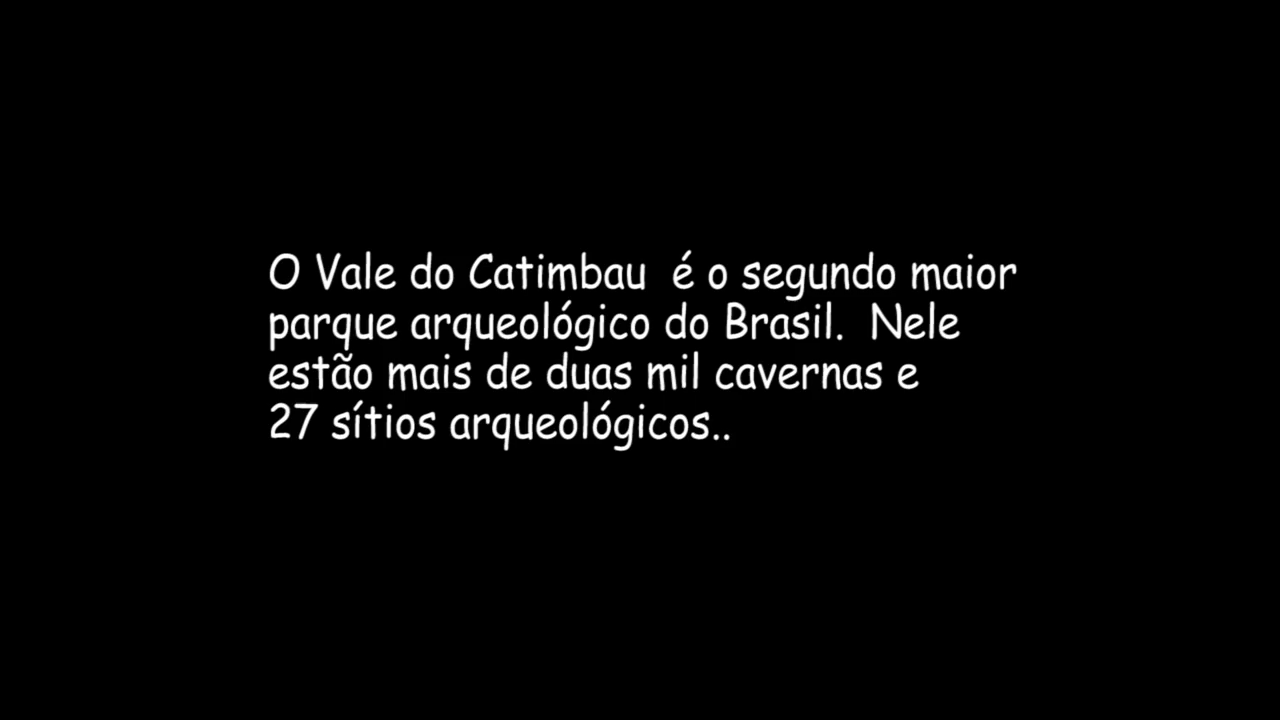 O Vale do Catimbau  é o segundo maior
parque arqueológico do Brasil.  Nele
estão mais de duas mil cavernas e
27 sítios arqueológicos..